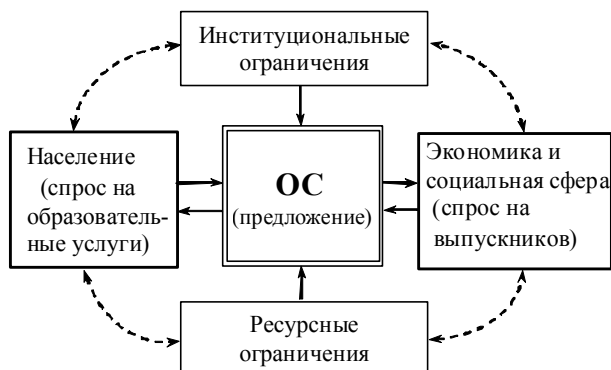 Институциональные
ограничения
Население
(спрос на
образователь-
ные услуги)
ОС
(предложение)
Экономика и
социальная сфера
(спрос на
выпускников)
Ресурсные
ограничения